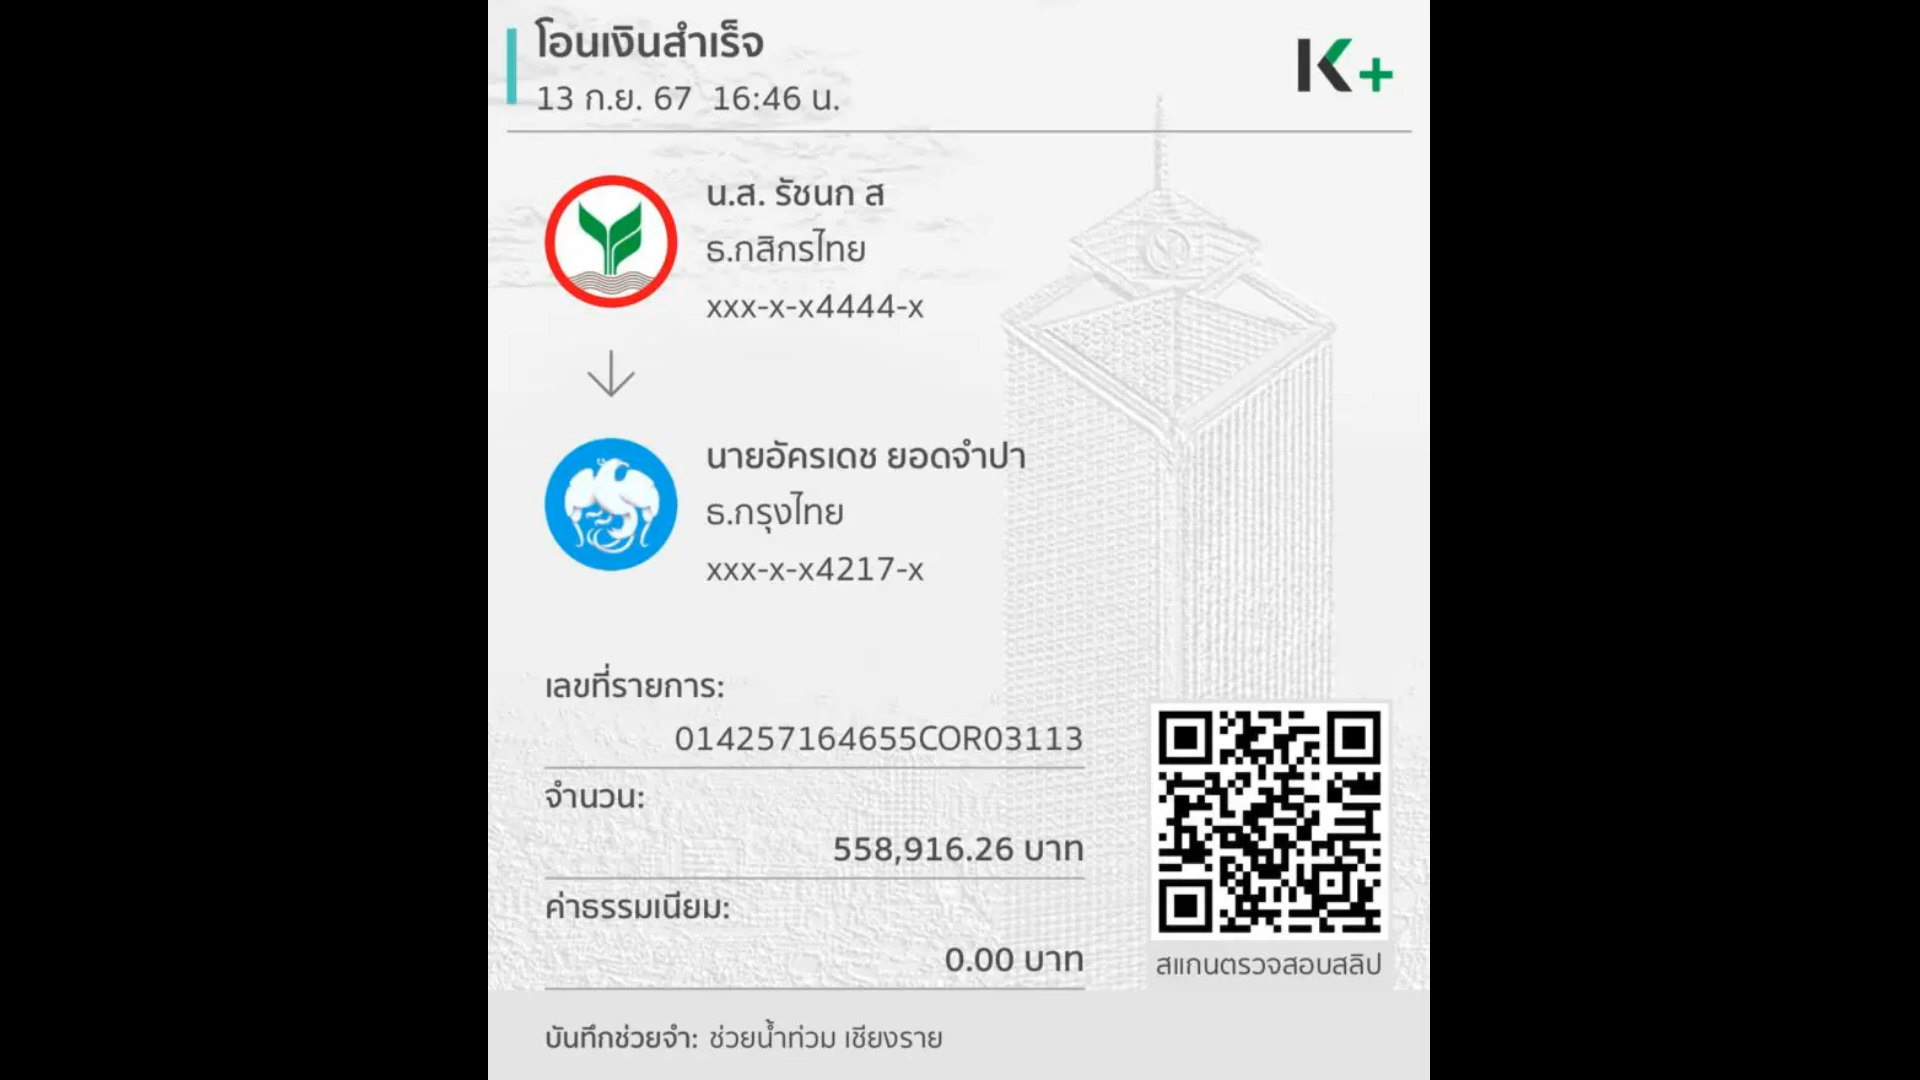 โอนเงินสำเร็จ
13 ก.ย. 67  16:46 น.
K+
น.ส. รัชนก ส
ธ.กสิกรไทย
xxx-x-x4444-x
นายอัครเดช ยอดจำปา
ธ.กรุงไทย
xxx-x-x4217-x
เลขที่รายการ:
014257164655COR03113
จำนวน:
558,916.26 บาท
ค่าธรรมเนียม:
0.00 บาท
สแกนตรวจสอบสลิป
บันทึกช่วยจำ: ช่วยน้ำท่วม เชียงราย